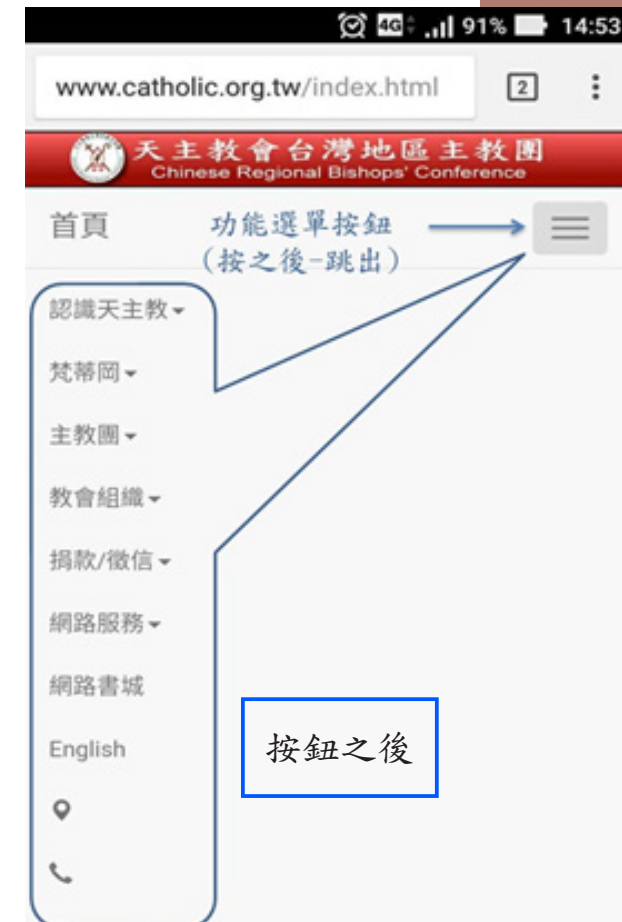 4G 91% 14:53
www.catholic.org.tw/index.html 2
天主教會台灣地區主教團
Chinese Regional Bishops' Conference
首頁 功能選單按鈕
(按之後-跳出)
認識天主教
梵蒂岡
主教團
教會組織
捐款/徵信
網路服務
網路書城
English
按鈕之後